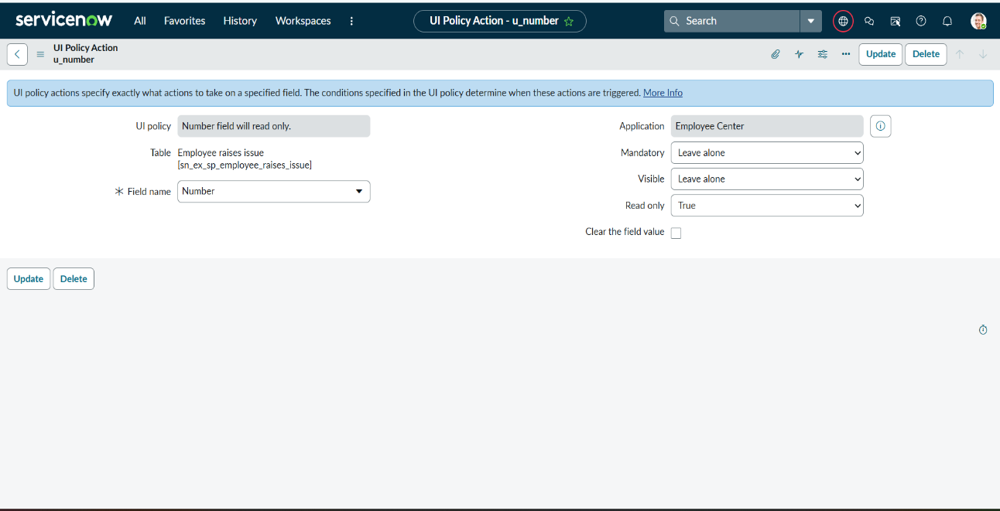 servicenow All Favorites History Workspaces UI Policy Action - u_number Search
UI Policy Action
u_number
Update Delete
UI policy actions specify exactly what actions to take on a specified field. The conditions specified in the UI policy determine when these actions are triggered. More Info
UI policy Number field will read only.
Application Employee Center
Table Employee raises issue
[sn_ex_sp_employee_raises_issue]
Mandatory Leave alone
Visible Leave alone
Field name Number
Read only True
Clear the field value
Update Delete